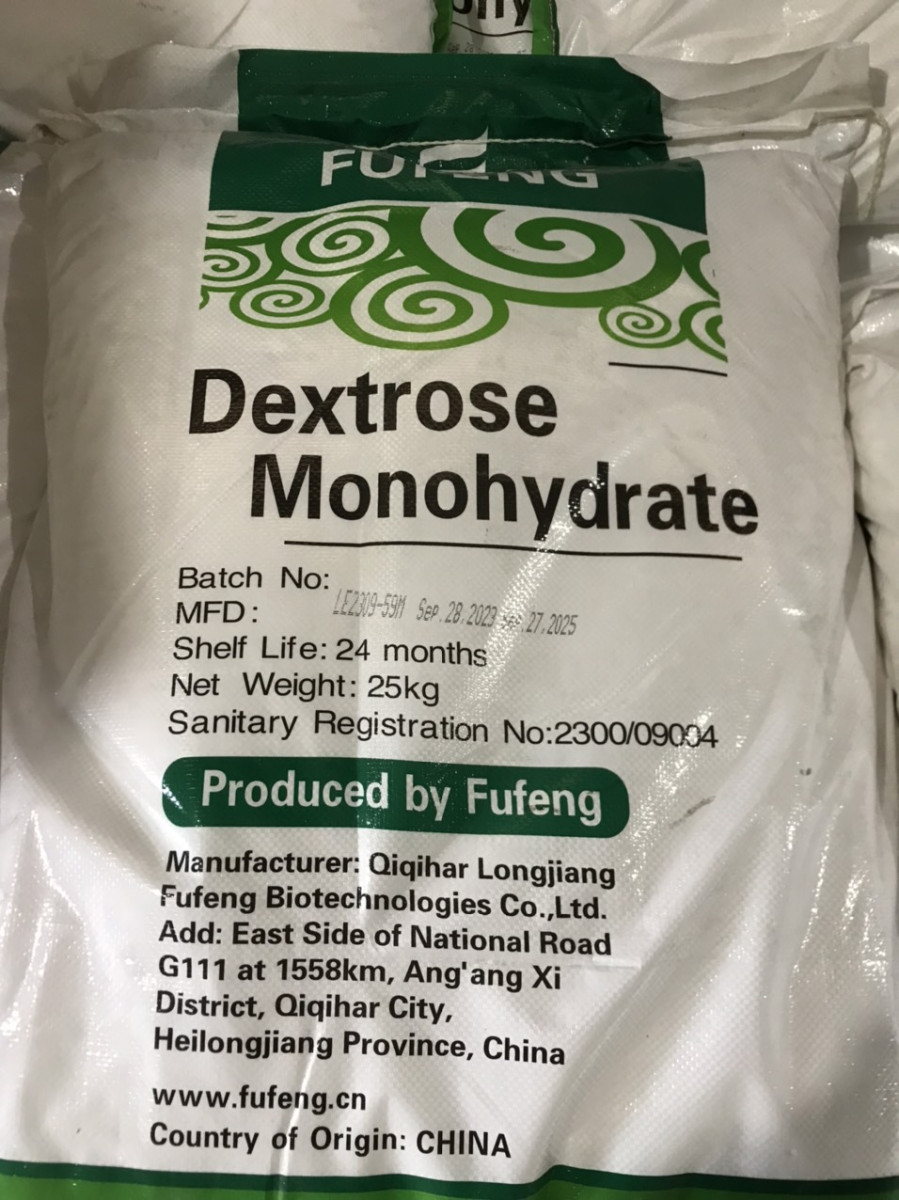 FUFENG
Dextrose
Monohydrate
Batch No:
MFD:
LE2309-59M Sep. 28. 2023 Sep. 27. 2025
Shelf Life: 24 months
Net Weight: 25kg
Sanitary Registration No:2300/09004
Produced by Fufeng
Manufacturer: Qiqihar Longjiang
Fufeng Biotechnologies Co.,Ltd.
Add: East Side of National Road
G111 at 1558km, Ang'ang Xi
District, Qiqihar City,
Heilongjiang Province, China
www.fufeng.cn
Country of Origin: CHINA